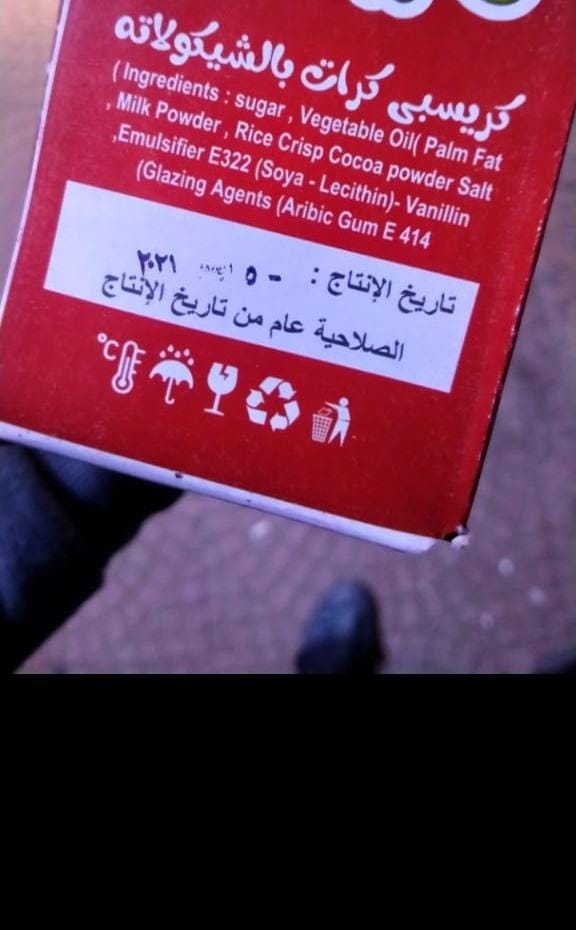 كريسبى كرات بالشيكولاته
( Ingredients : sugar , Vegetable Oil( Palm Fat
, Milk Powder , Rice Crisp Cocoa powder Salt
,Emulsifier E322 (Soya - Lecithin)- Vanillin
(Glazing Agents (Aribic Gum E 414
تاريخ الإنتاج : - ٥ ٢٠٢١
الصلاحية عام من تاريخ الإنتاج
°C